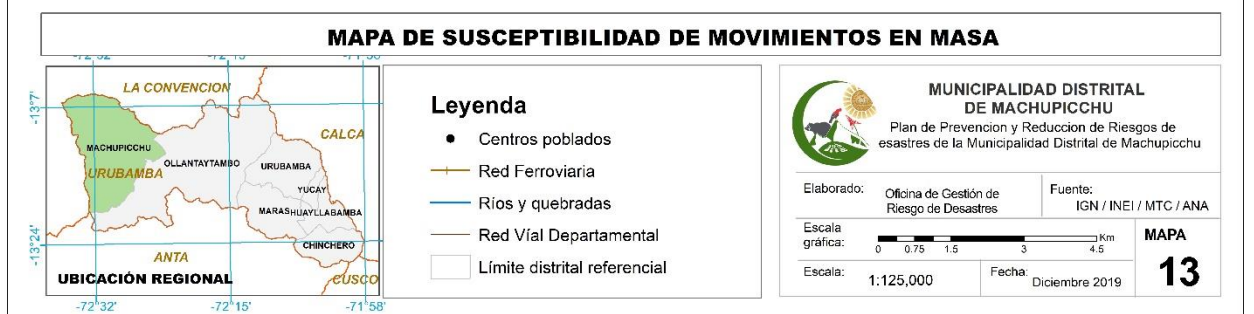 MAPA DE SUSCEPTIBILIDAD DE MOVIMIENTOS EN MASA
-72°32' -72°15' -71°58'
-13°7'
-13°24'
LA CONVENCION
CALCA
MACHUPICCHU
OLLANTAYTAMBO
URUBAMBA
URUBAMBA
YUCAY
MARAS HUAYLLABAMBA
CHINCHERO
ANTA
CUSCO
UBICACIÓN REGIONAL
-72°32' -72°15' -71°58'
Leyenda
Centros poblados
Red Ferroviaria
Ríos y quebradas
Red Víal Departamental
Límite distrital referencial
MUNICIPALIDAD DISTRITAL
DE MACHUPICCHU
Plan de Prevencion y Reduccion de Riesgos de
esastres de la Municipalidad Distrital de Machupicchu
Elaborado: Oficina de Gestión de
Riesgo de Desastres
Fuente:
IGN / INEI / MTC / ANA
Escala
gráfica:
0 0.75 1.5 3 4.5 Km
MAPA
13
Escala: 1:125,000
Fecha: Diciembre 2019